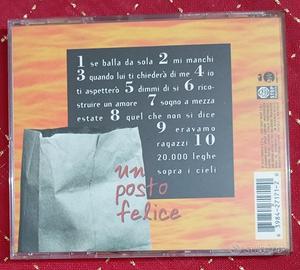 1 se balla da sola 2 mi manchi
3 quando lui ti chiederà di me 4 io
ti aspetterò 5 dimmi di si 6 rico-
struire un amore 7 sogno a mezza
estate 8 quel che non si dice
9 eravamo
ragazzi 10
20.000 leghe
sopra i cieli
un
posto
felice